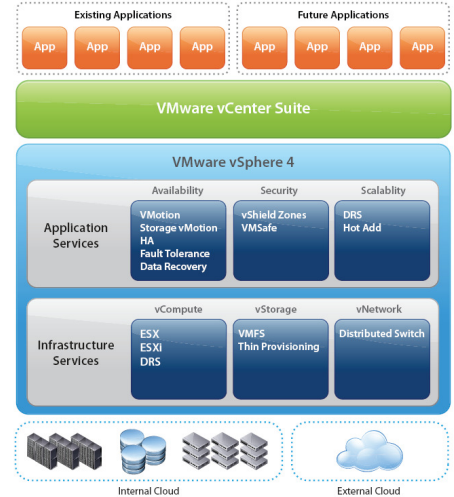 Existing Applications
Future Applications
App App App App App App App App
VMware vCenter Suite
VMware vSphere 4
Availability Security Scalablity
Application
Services
VMotion
Storage vMotion
HA
Fault Tolerance
Data Recovery
vShield Zones
VMSafe
DRS
Hot Add
vCompute vStorage vNetwork
Infrastructure
Services
ESX
ESXi
DRS
VMFS
Thin Provisioning
Distributed Switch
Internal Cloud
External Cloud